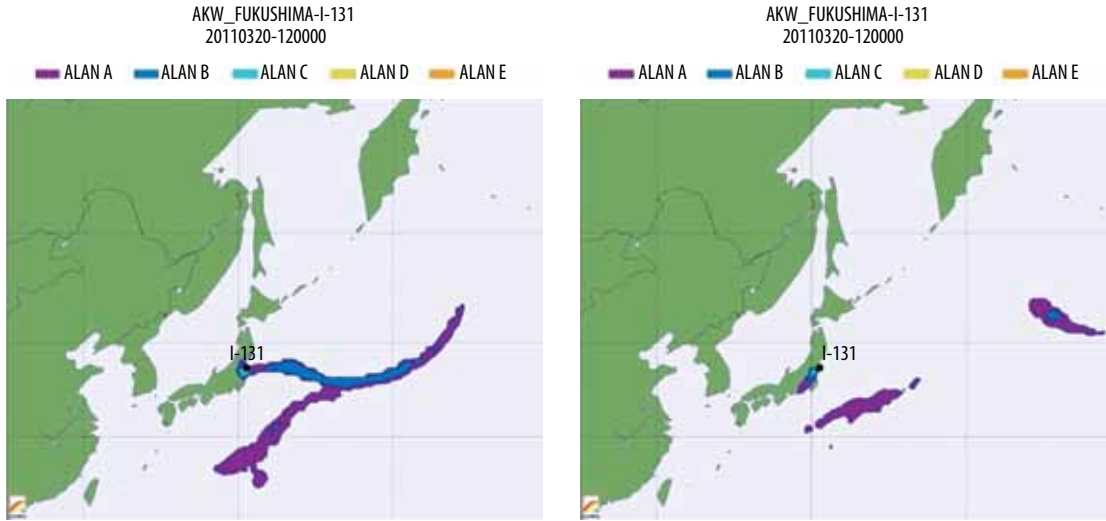 AKW_FUKUSHIMA-I-131
20110320-120000
ALAN A ALAN B ALAN C ALAN D ALAN E
I-131
AKW_FUKUSHIMA-I-131
20110320-120000
ALAN A ALAN B ALAN C ALAN D ALAN E
I-131